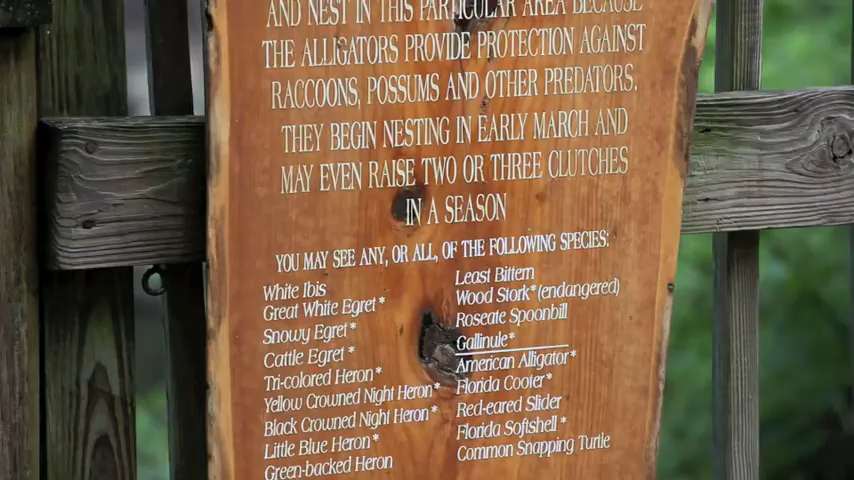 AND NEST IN THIS PARTICULAR AREA BECAUSE
THE ALLIGATORS PROVIDE PROTECTION AGAINST
RACCOONS, POSSUMS AND OTHER PREDATORS.
THEY BEGIN NESTING IN EARLY MARCH AND
MAY EVEN RAISE TWO OR THREE CLUTCHES
IN A SEASON
YOU MAY SEE ANY, OR ALL, OF THE FOLLOWING SPECIES:
White Ibis
Great White Egret *
Snowy Egret *
Cattle Egret *
Tri-colored Heron *
Yellow Crowned Night Heron *
Black Crowned Night Heron *
Little Blue Heron *
Green-backed Heron
Least Bittern
Wood Stork * (endangered)
Roseate Spoonbill
Gallinule *
American Alligator *
Florida Cooter *
Red-eared Slider
Florida Softshell *
Common Snapping Turtle